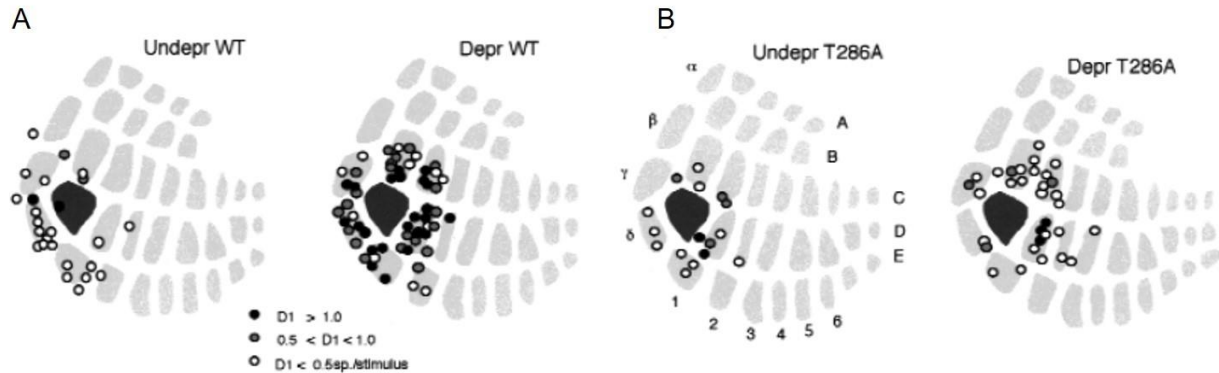 A
B
Undepr WT
Depr WT
Undepr T286A
Depr T286A
α
β
γ
δ
A
B
C
D
E
1
2
3
4
5
6
D1 > 1.0
0.5 < D1 < 1.0
D1 < 0.5sp./stimulus